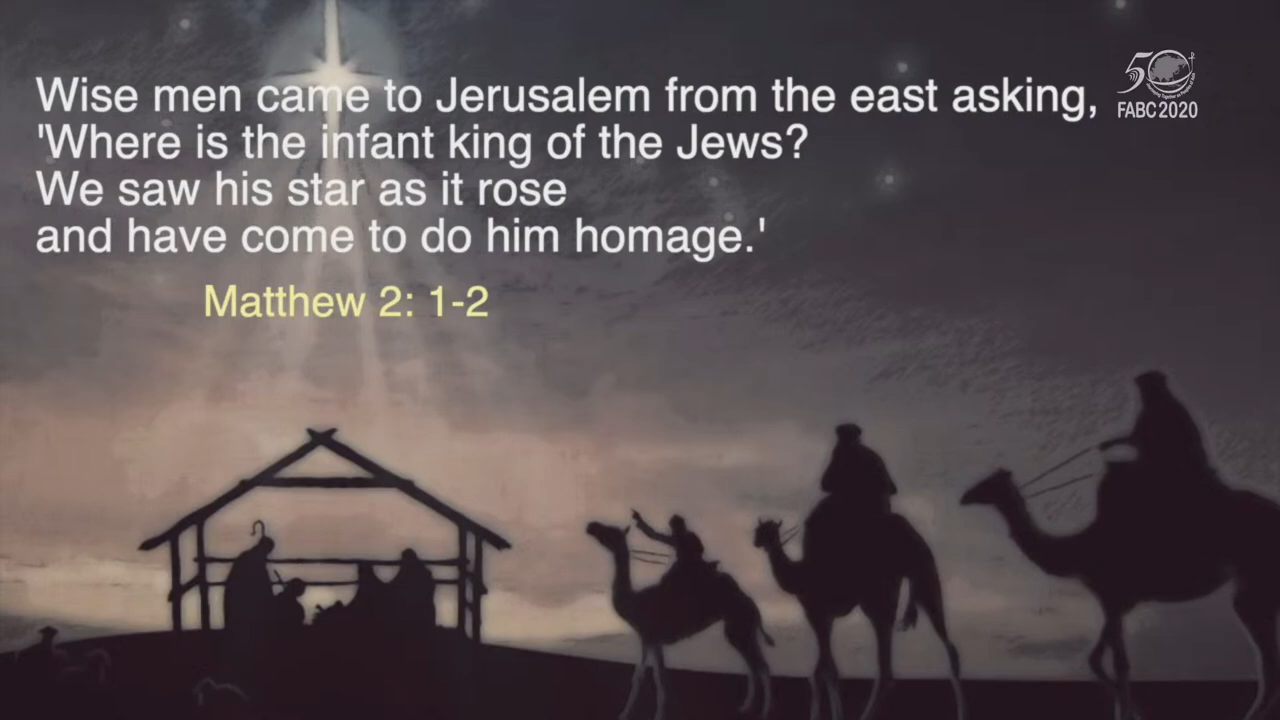 Wise men came to Jerusalem from the east asking,
'Where is the infant king of the Jews?
We saw his star as it rose
and have come to do him homage.'
Matthew 2: 1-2
50
FABC 2020